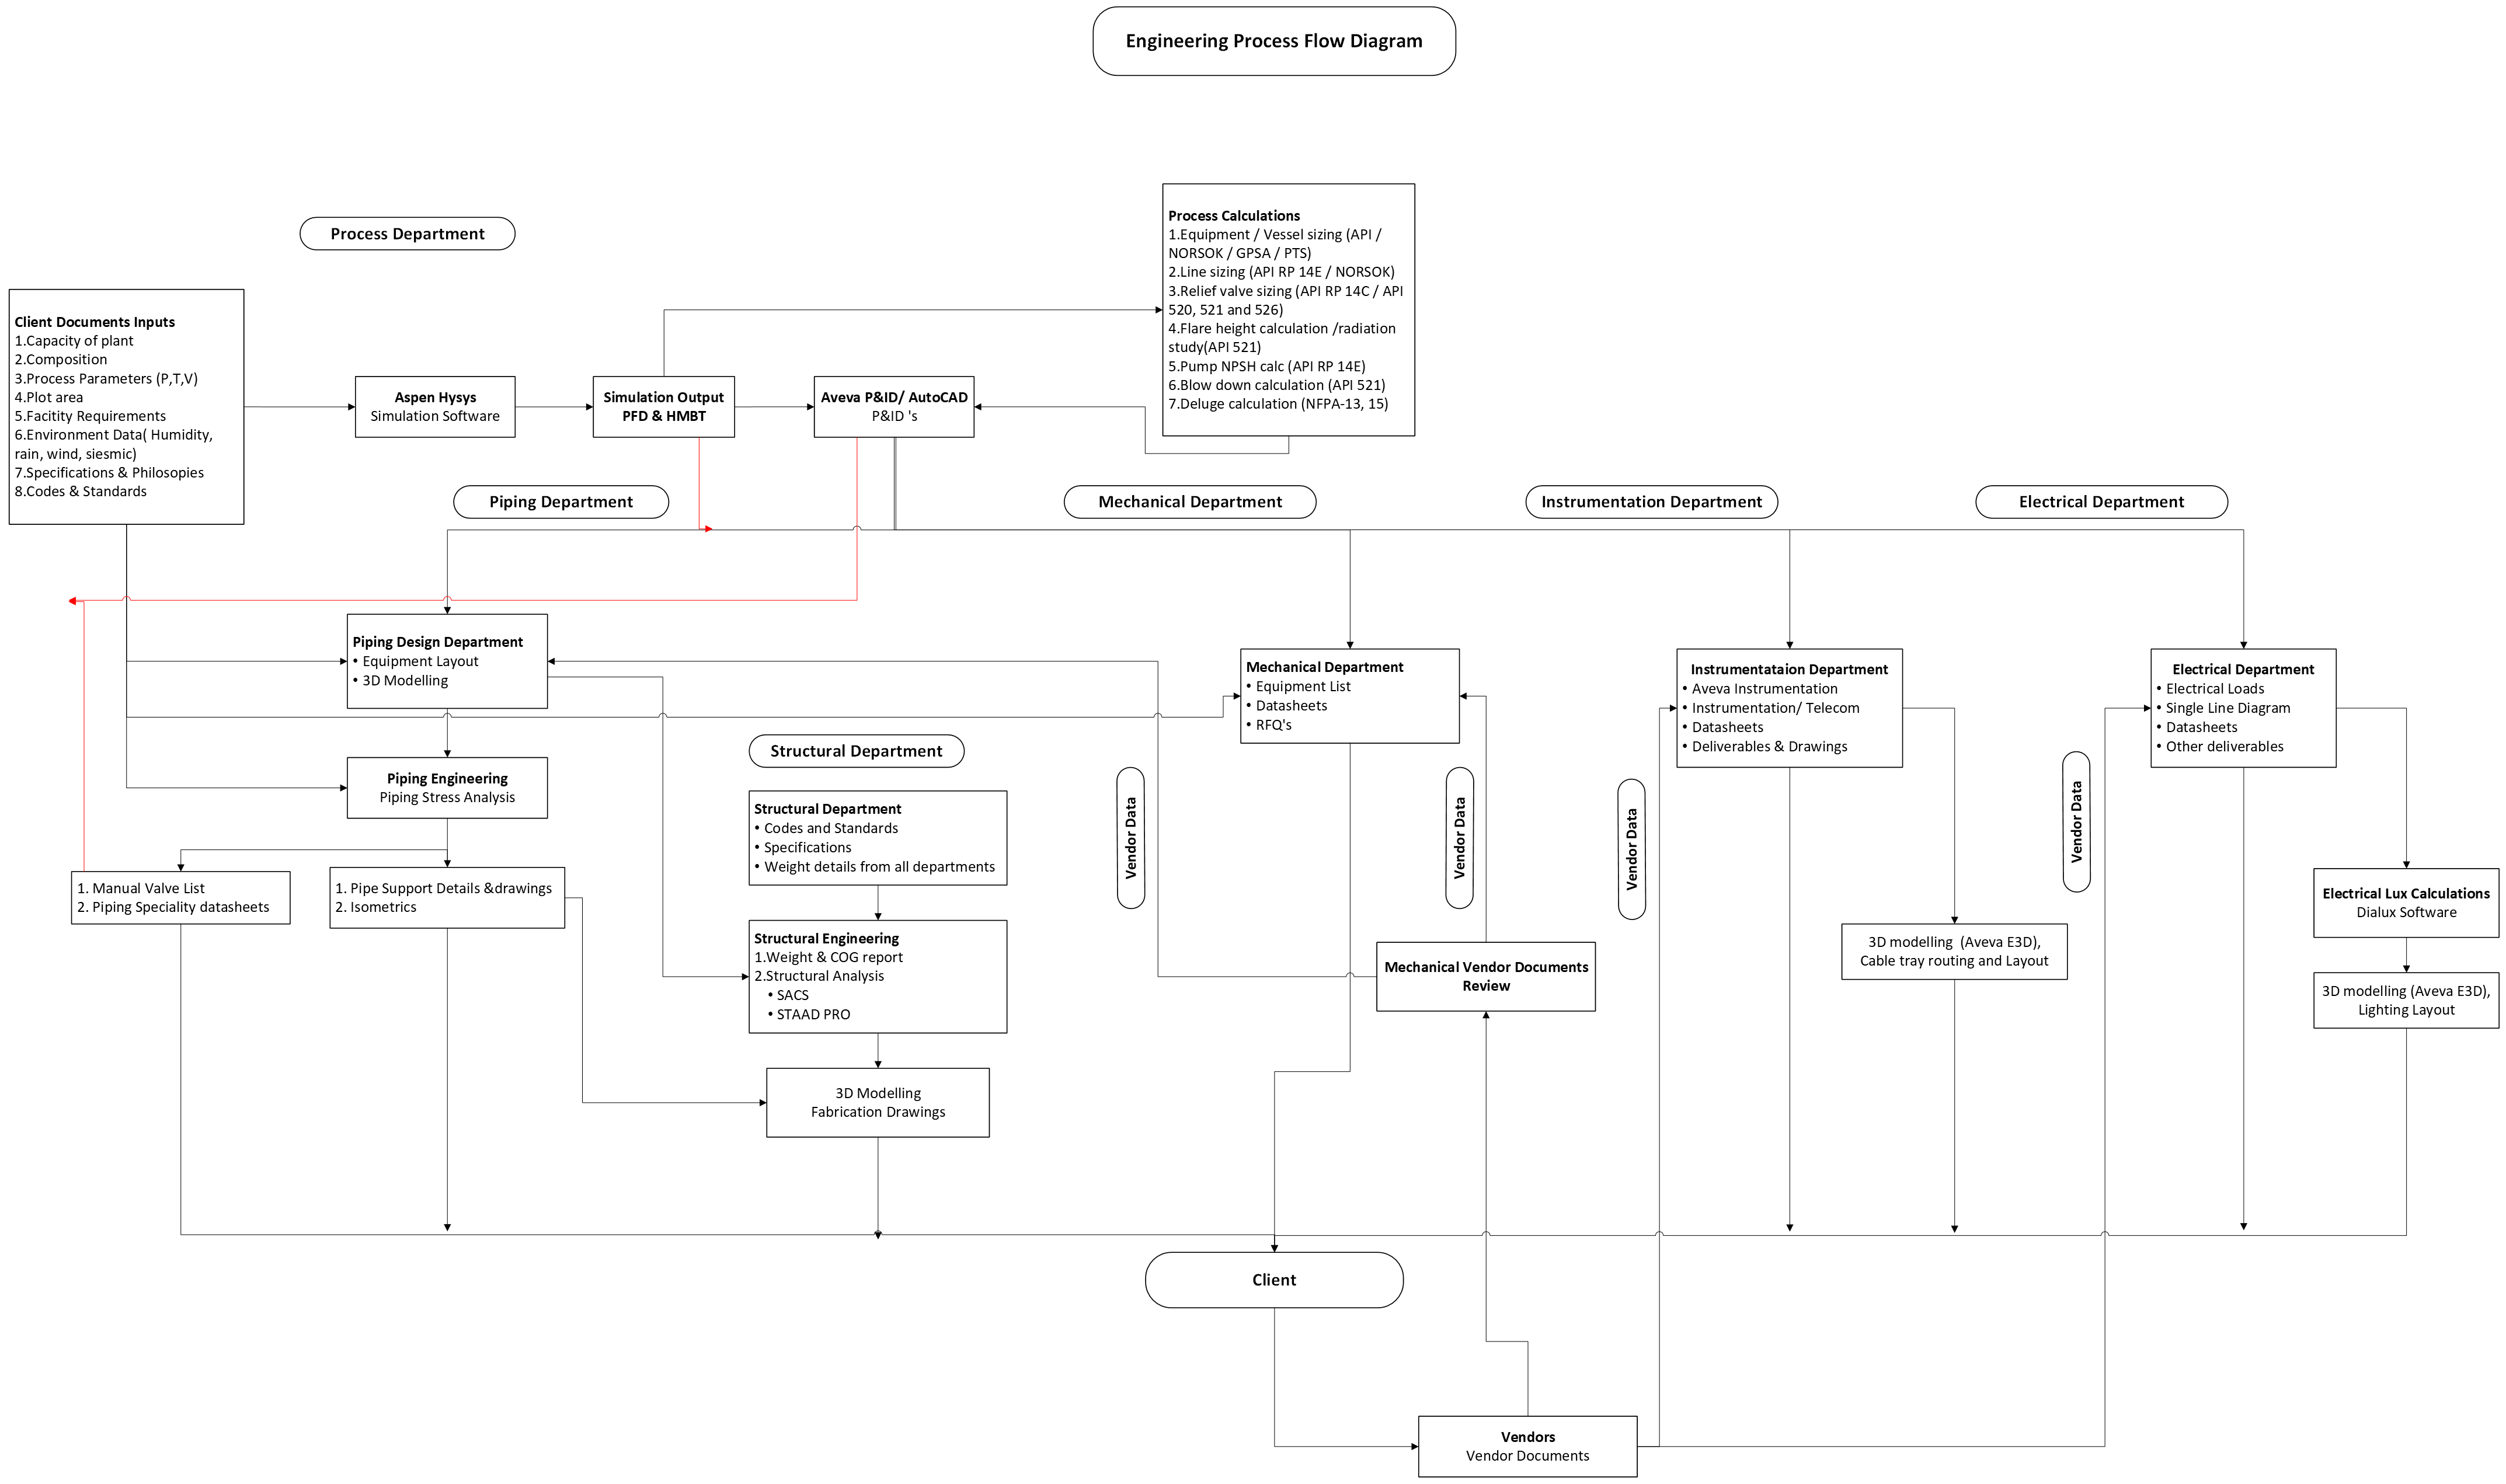 Engineering Process Flow Diagram
Process Department
Process Calculations
1.Equipment / Vessel sizing (API /
NORSOK / GPSA / PTS)
2.Line sizing (API RP 14E / NORSOK)
3.Relief valve sizing (API RP 14C / API
520, 521 and 526)
4.Flare height calculation /radiation
study(API 521)
5.Pump NPSH calc (API RP 14E)
6.Blow down calculation (API 521)
7.Deluge calculation (NFPA-13, 15)
Client Documents Inputs
1.Capacity of plant
2.Composition
3.Process Parameters (P,T,V)
4.Plot area
5.Facitity Requirements
6.Environment Data( Humidity,
rain, wind, siesmic)
7.Specifications & Philosopies
8.Codes & Standards
Aspen Hysys
Simulation Software
Simulation Output
PFD & HMBT
Aveva P&ID/ AutoCAD
P&ID 's
Piping Department
Mechanical Department
Instrumentation Department
Electrical Department
Piping Design Department
• Equipment Layout
• 3D Modelling
Mechanical Department
• Equipment List
• Datasheets
• RFQ's
Instrumentataion Department
• Aveva Instrumentation
• Instrumentation/ Telecom
• Datasheets
• Deliverables & Drawings
Electrical Department
• Electrical Loads
• Single Line Diagram
• Datasheets
• Other deliverables
Piping Engineering
Piping Stress Analysis
Structural Department
Structural Department
• Codes and Standards
• Specifications
• Weight details from all departments
Vendor Data
Vendor Data
Vendor Data
Vendor Data
1. Manual Valve List
2. Piping Speciality datasheets
1. Pipe Support Details &drawings
2. Isometrics
Structural Engineering
1.Weight & COG report
2.Structural Analysis
• SACS
• STAAD PRO
Mechanical Vendor Documents
Review
3D modelling (Aveva E3D),
Cable tray routing and Layout
Electrical Lux Calculations
Dialux Software
3D modelling (Aveva E3D),
Lighting Layout
3D Modelling
Fabrication Drawings
Client
Vendors
Vendor Documents